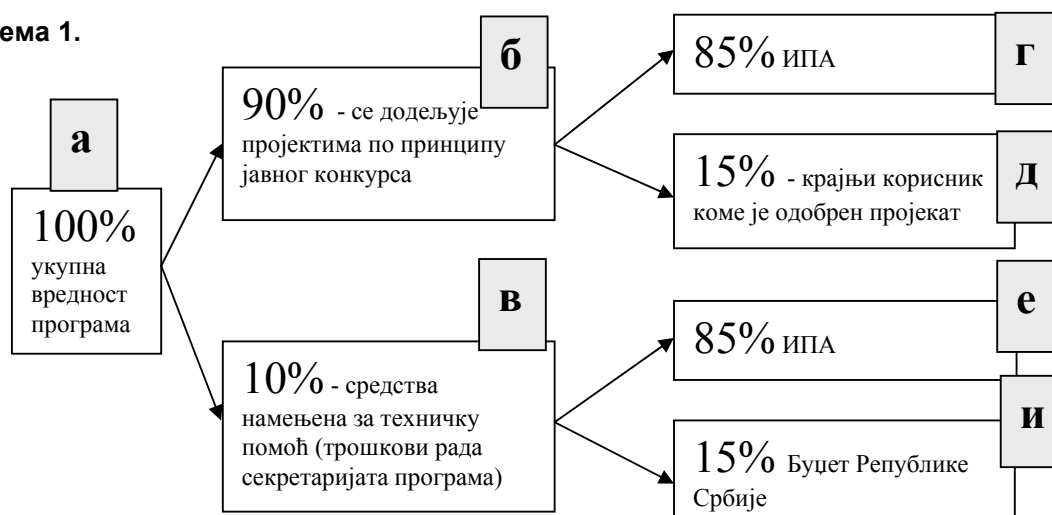 ема 1.
а
100%
укупна
вредност
програма
б
90% - се додељује
пројектима по принципу
јавног конкурса
в
10% - средства
намењена за техничку
помоћ (трошкови рада
секретаријата програма)
г
85% ИПА
д
15% - крајњи корисник
коме је одобрен пројекат
е
85% ИПА
и
15% Буџет Републике
Србије